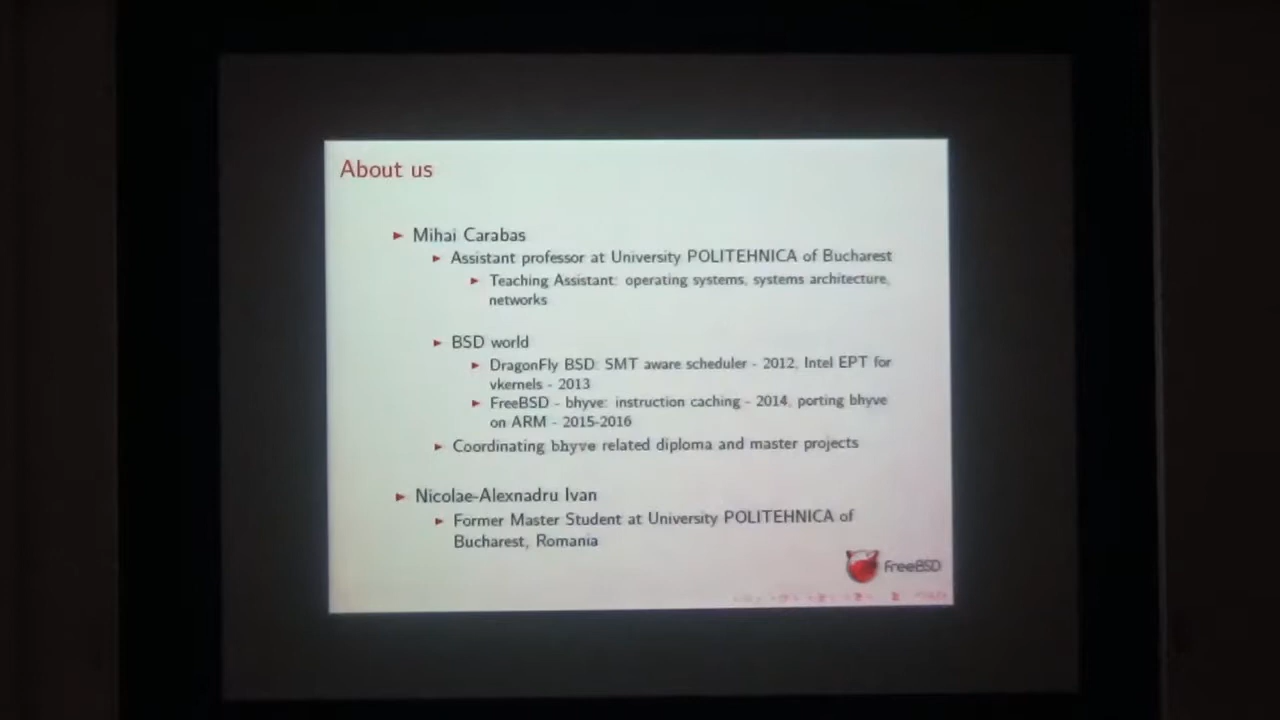 About us
Mihai Carabas
Assistant professor at University POLITEHNICA of Bucharest
Teaching Assistant: operating systems, systems architecture,
networks
BSD world
DragonFly BSD: SMT aware scheduler - 2012, Intel EPT for
vkernels - 2013
FreeBSD - bhyve: instruction caching - 2014, porting bhyve
on ARM - 2015-2016
Coordinating bhyve related diploma and master projects
Nicolae-Alexnadru Ivan
Former Master Student at University POLITEHNICA of
Bucharest, Romania
FreeBSD